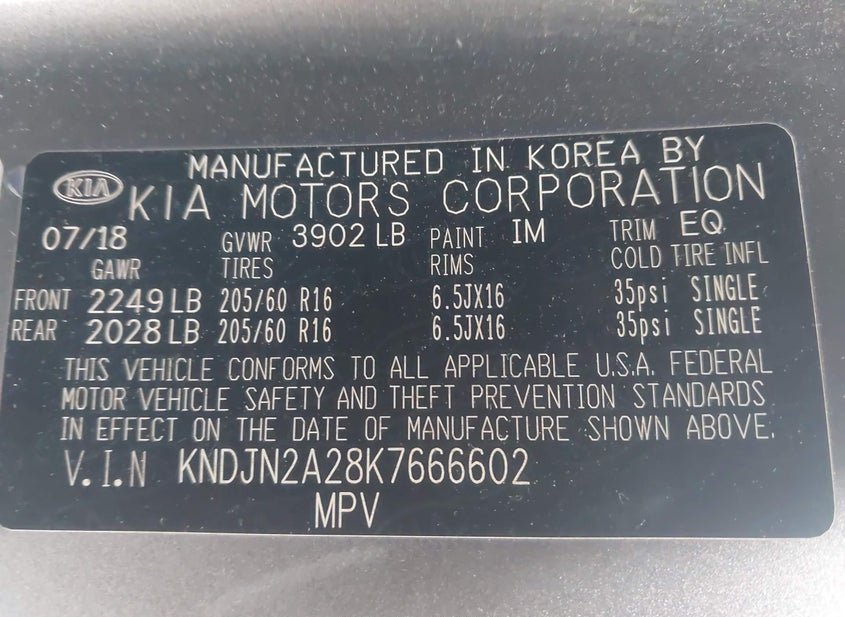 MANUFACTURED IN KOREA BY
KIA KIA MOTORS CORPORATION
07/18 GVWR 3902 LB PAINT IM TRIM EQ
GAWR TIRES RIMS COLD TIRE INFL
FRONT 2249 LB 205/60 R16 6.5JX16 35psi SINGLE
REAR 2028 LB 205/60 R16 6.5JX16 35psi SINGLE
THIS VEHICLE CONFORMS TO ALL APPLICABLE U.S.A. FEDERAL
MOTOR VEHICLE SAFETY AND THEFT PREVENTION STANDARDS
IN EFFECT ON THE DATE OF MANUFACTURE SHOWN ABOVE.
V.I.N KNDJN2A28K7666602
MPV